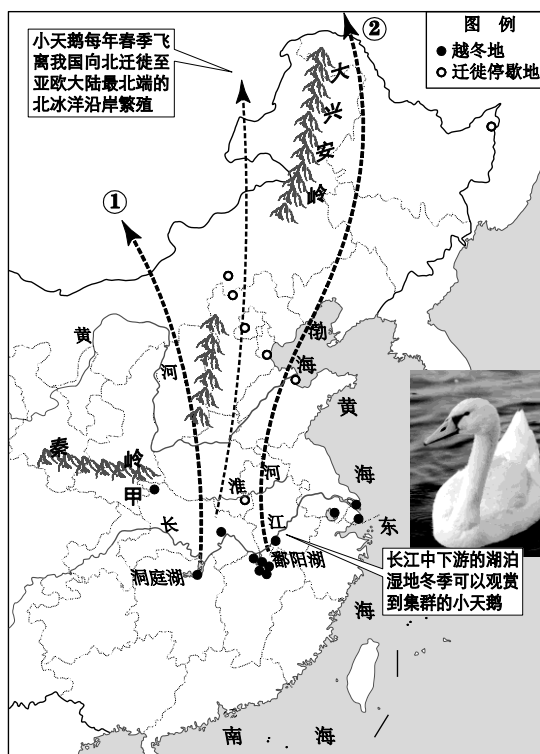 小天鹅每年春季飞
离我国向北迁徙至
亚欧大陆最北端的
北冰洋沿岸繁殖
②
图 例
越冬地
迁徙停歇地
大
兴
安
岭
①
渤
海
黄
河
黄
海
秦
岭
甲
淮
河
长
江
东
海
洞庭湖
鄱阳湖
长江中下游的湖泊
湿地冬季可以观赏
到集群的小天鹅
南 海